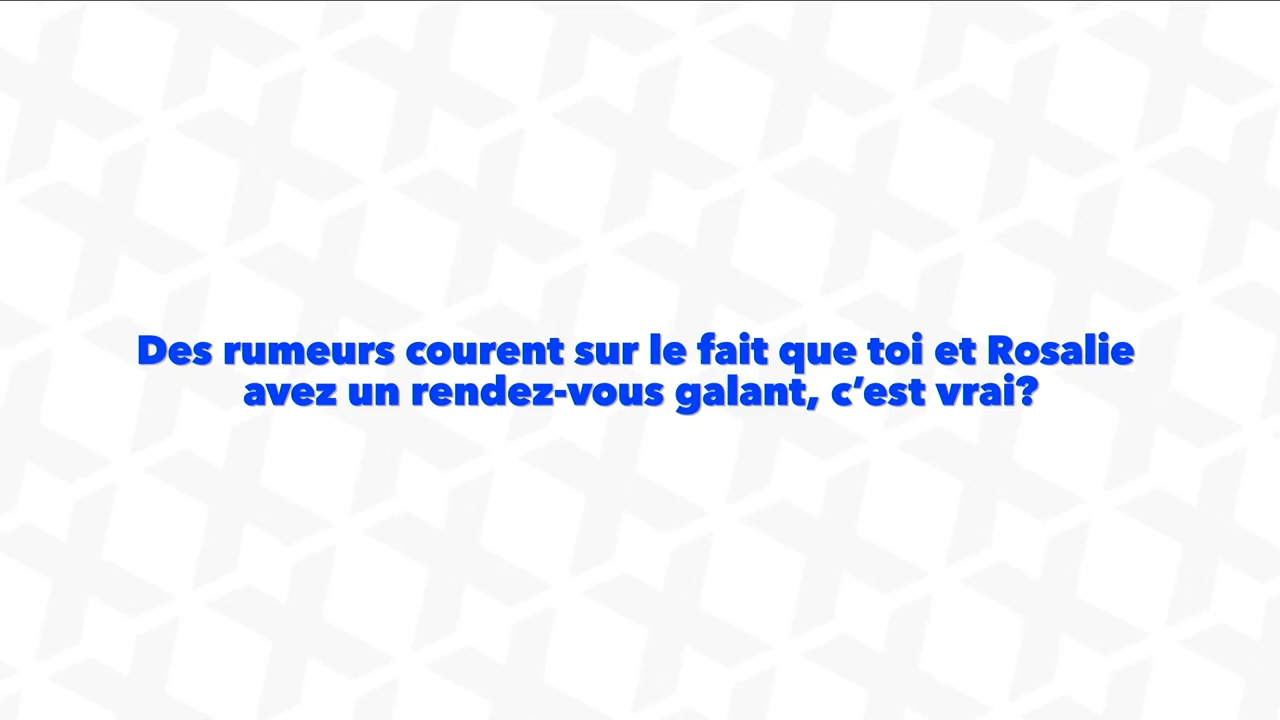 Des rumeurs courent sur le fait que toi et Rosalie
avez un rendez-vous galant, c’est vrai?